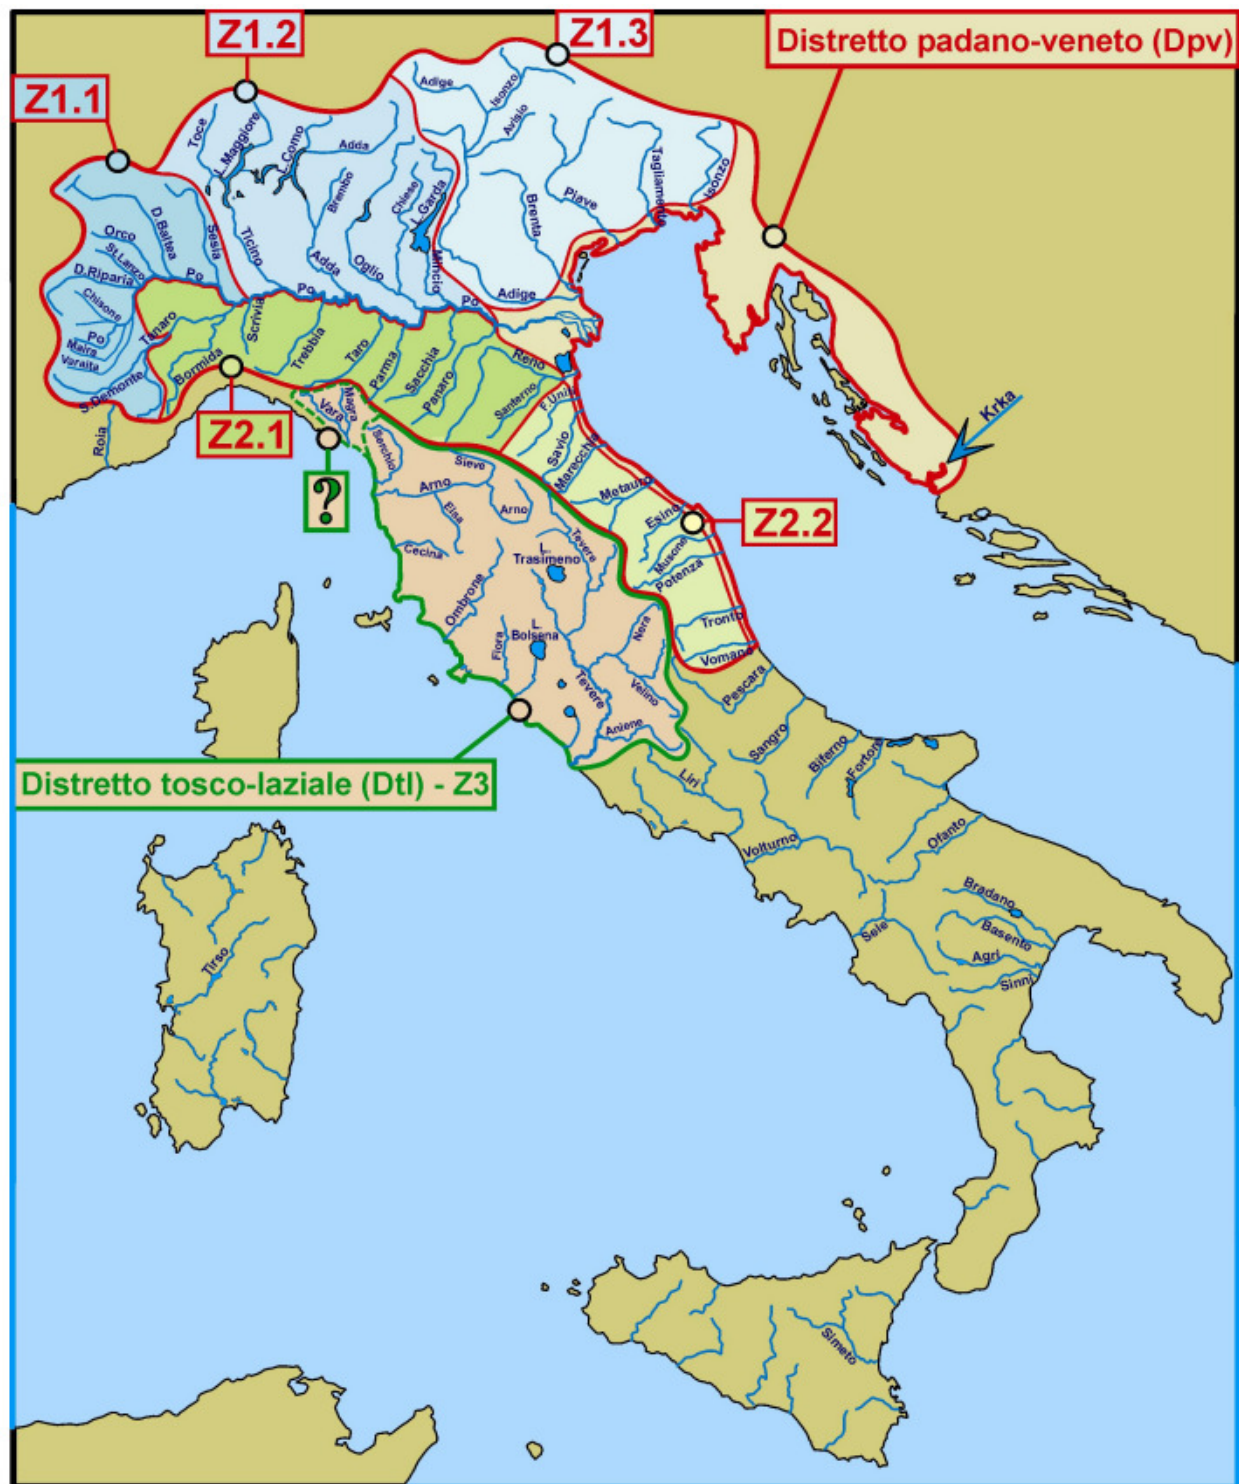 Z1.2
Z1.3
Distretto padano-veneto (Dpv)
Z1.1
Adige
Isonzo
Avisio
Toce
L.Maggiore
L.Como
Adda
Brembo
Chiese
L.Garda
Tagliamento
Isonzo
Piave
Brenta
D.Baltea
Sesia
Orco
St.Lanzo
D.Riparia
Chisone
Po
Ticino
Adda
Oglio
Mincio
Po
Po
Adige
Po
Maira
Varaita
S.Demonte
Tanaro
Bormida
Scrivia
Trebbia
Taro
Parma
Sacchia
Panaro
Reno
Santerno
F.Uniti
Savio
Marecchia
Krka
Z2.1
Vara
Magra
Roia
Serchio
?
Sieve
Arno
Arno
Elsa
Metauro
Esino
Z2.2
Musone
Potenza
Cecina
L.
Trasimeno
Tevere
Ombrone
L.
Bolsena
Fiora
Nera
Tronto
Vomano
Tevere
Velino
Aniene
Pescara
Sangro
Biferno
Fortore
Distretto tosco-laziale (Dtl) - Z3
Liri
Volturno
Ofanto
Bradano
Basento
Sele
Agri
Sinni
Tirso
Simeto